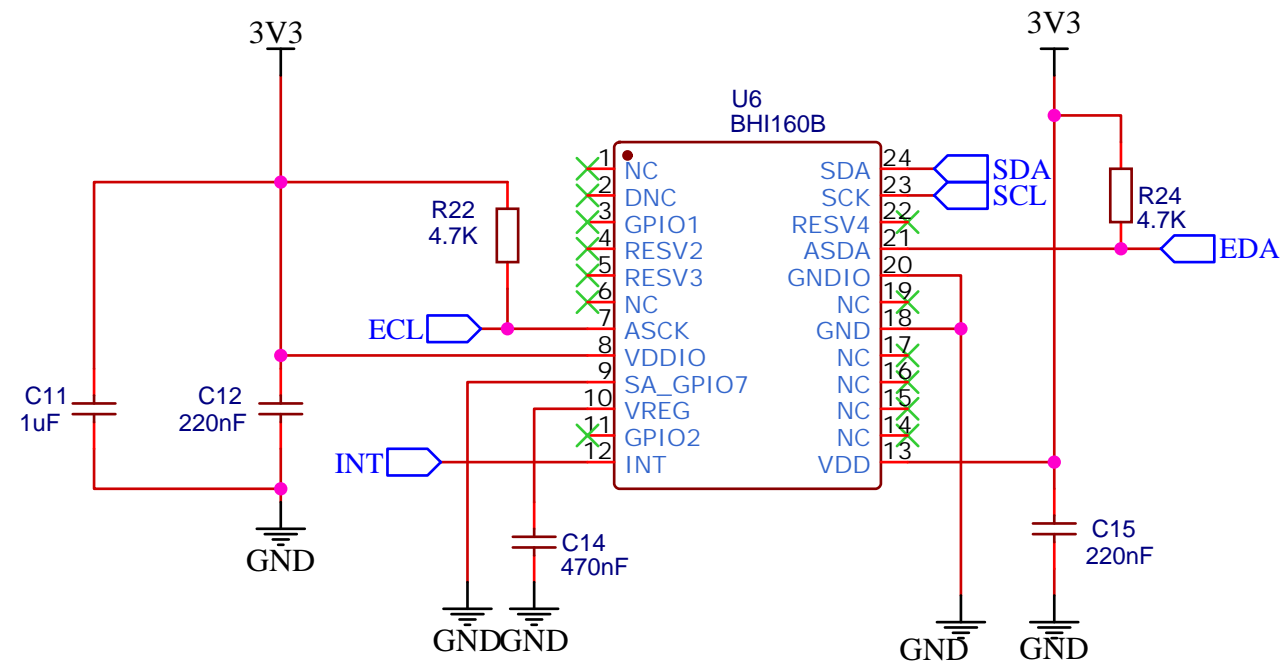 3V3
3V3
U6
BHI160B
1
NC
2
DNC
3
GPIO1
4
RESV2
5
RESV3
6
NC
7
ASCK
8
VDDIO
9
SA_GPIO7
10
VREG
11
GPIO2
12
INT
24
SDA
23
SCK
22
RESV4
21
ASDA
20
GNDIO
19
NC
18
GND
17
NC
16
NC
15
NC
14
NC
13
VDD
SDA
SCL
R24
4.7K
EDA
R22
4.7K
ECL
C11
1uF
C12
220nF
INT
GND
C14
470nF
GND
GND
C15
220nF
GND
GND